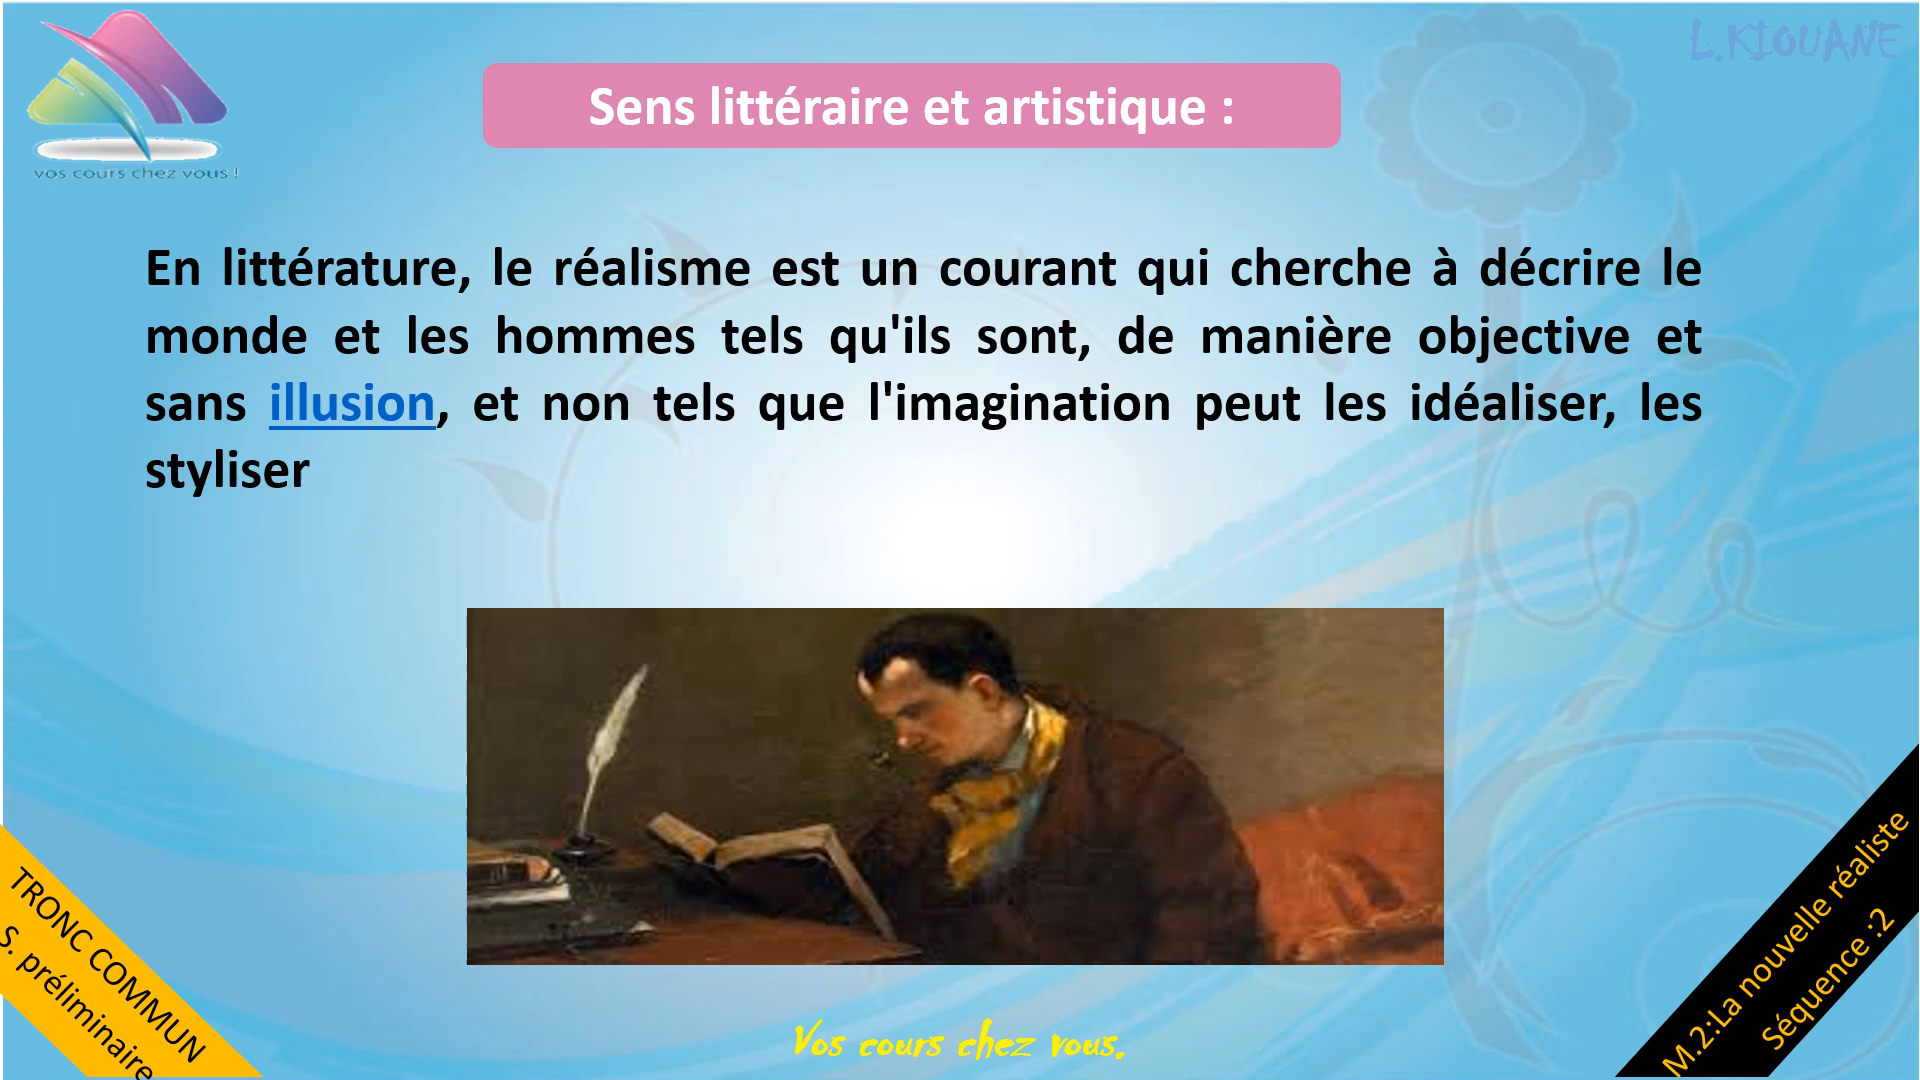 L.KIOUANE
vos cours chez vous !
Sens littéraire et artistique :
En littérature, le réalisme est un courant qui cherche à décrire le
monde et les hommes tels qu'ils sont, de manière objective et
sans illusion, et non tels que l'imagination peut les idéaliser, les
styliser
TRONC COMMUN
S. préliminaire
M.2:La nouvelle réaliste
Séquence :2
Vos cours chez vous.